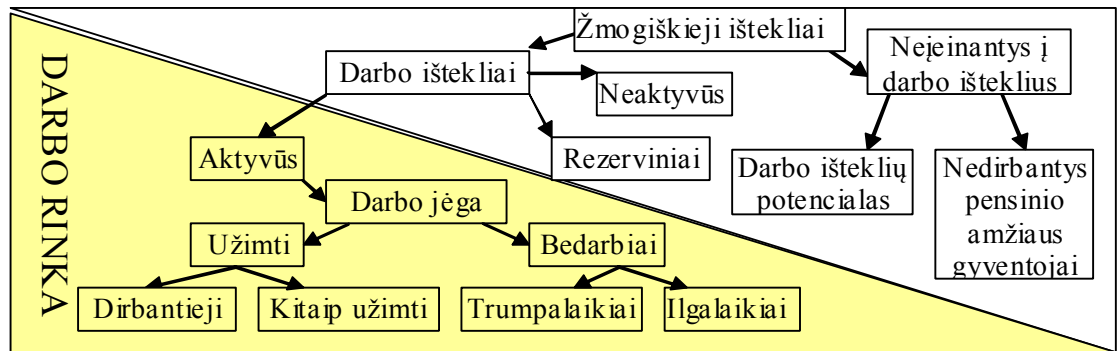 DARBO RINKA
Žmogiškieji ištekliai
Darbo ištekliai
Neaktyvūs
Neįeinantys į
darbo išteklius
Aktyvūs
Rezerviniai
Darbo išteklių
potencialas
Nedirbantys
pensinio
amžiaus
gyventojai
Darbo jėga
Užimti
Bedarbiai
Dirbantieji
Kitaip užimti
Trumpalaikiai
Ilgalaikiai